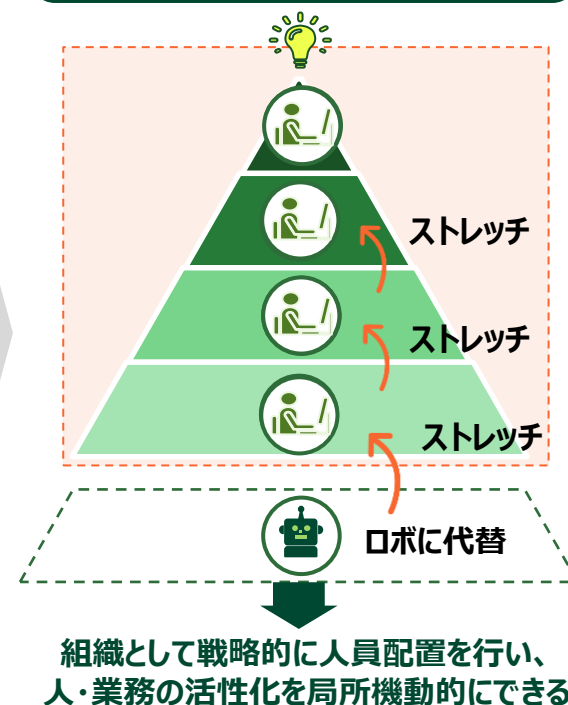 ストレッチ
ストレッチ
ストレッチ
ロボに代替
組織として戦略的に人員配置を行い、
人・業務の活性化を局所機動的にできる